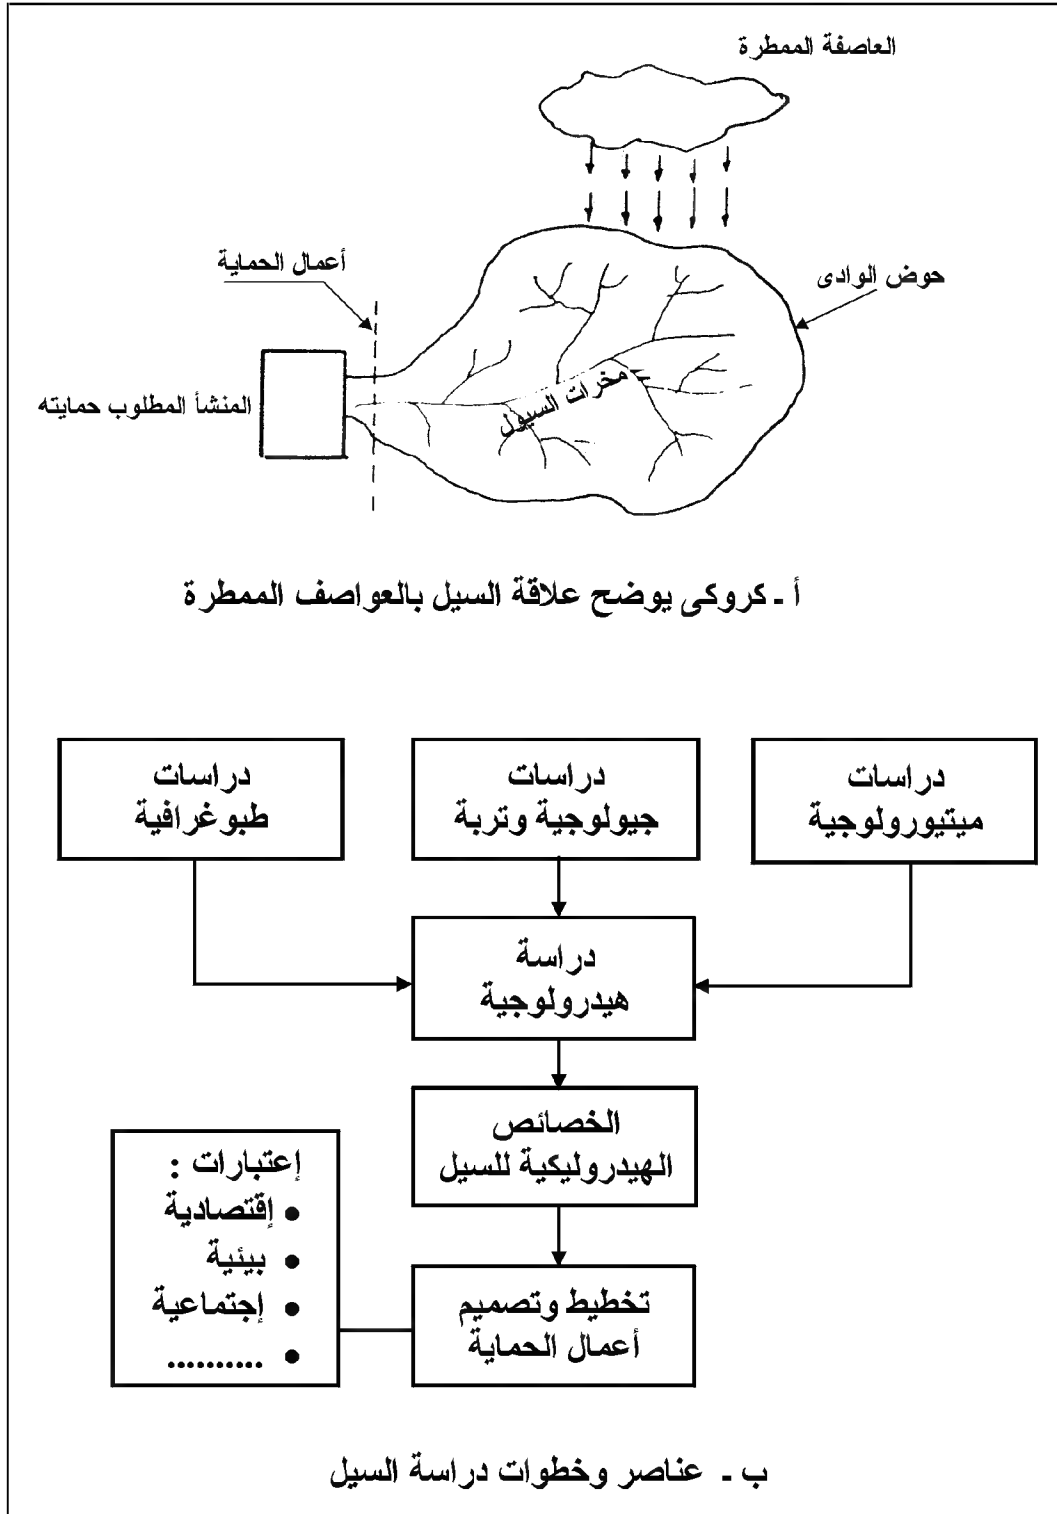 العاصفة الممطرة
أعمال الحماية
حوض الوادى
مخرات السيول
المنشأ المطلوب حمايته
أ ـ كروكى يوضح علاقة السيل بالعواصف الممطرة
دراسات
ميتيورولوجية
دراسات
جيولوجية وتربة
دراسات
طبوغرافية
دراسة
هيدرولوجية
الخصائص
الهيدروليكية للسيل
تخطيط وتصميم
أعمال الحماية
إعتبارات :
• إقتصادية
• بيئية
• إجتماعية
• ..........
ب ـ عناصر وخطوات دراسة السيل